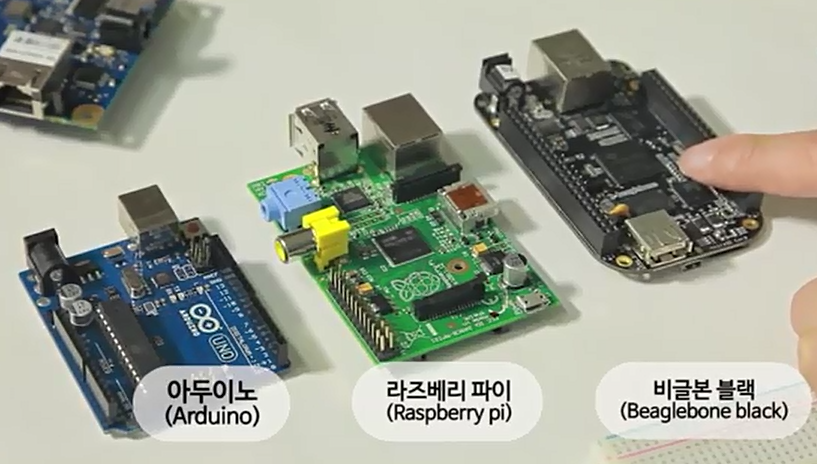 ARDUINO
UNO
아두이노
(Arduino)
라즈베리 파이
(Raspberry pi)
비글본 블랙
(Beaglebone black)